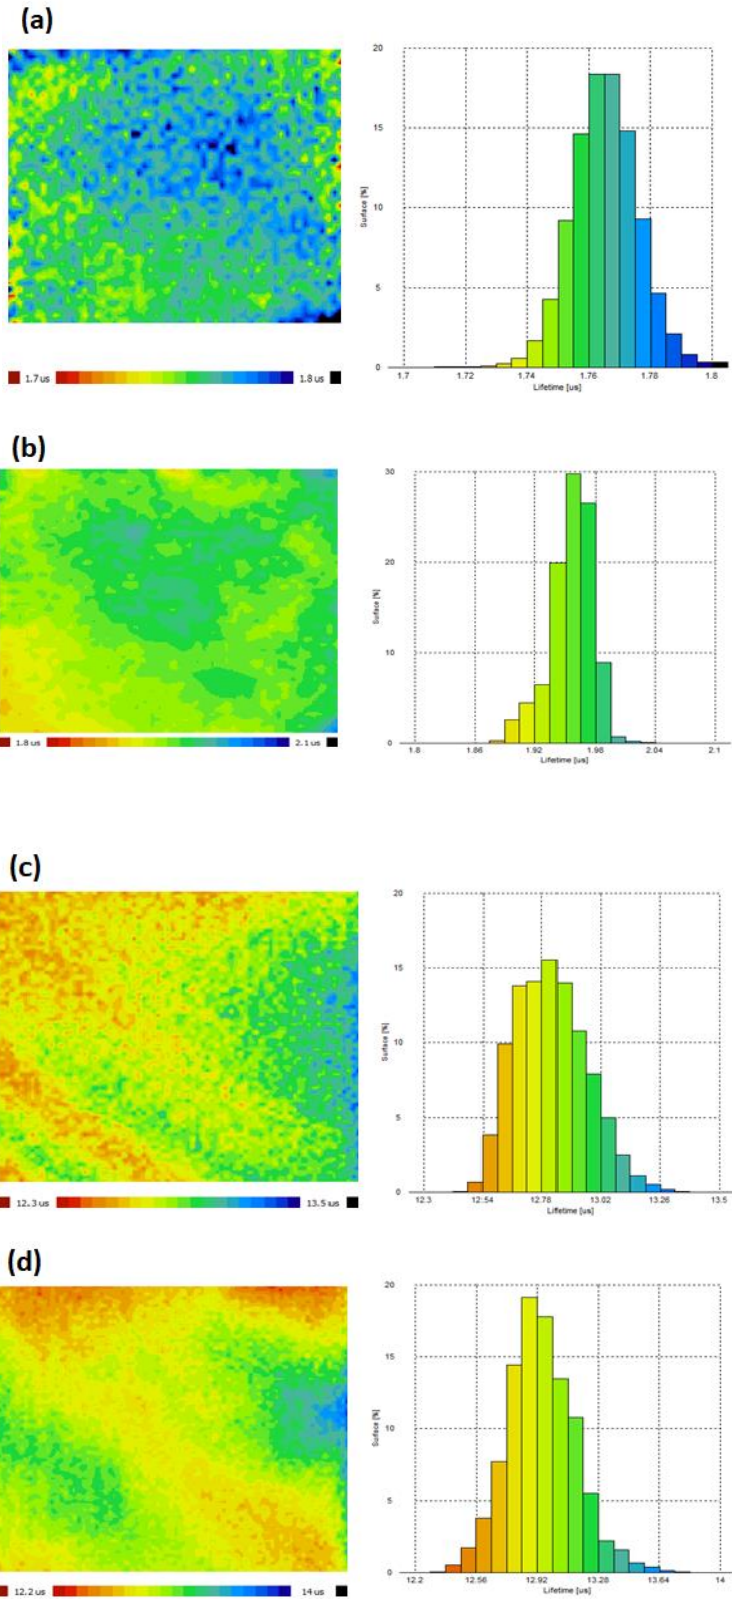 (a)
20
15
10
5
0
Surface [%]
1.7 1.72 1.74 1.76 1.78 1.8
Lifetime [us]
1.7 us 1.8 us
(b)
30
20
10
0
Surface [%]
1.8 1.86 1.92 1.98 2.04 2.1
Lifetime [us]
1.8 us 2.1 us
(c)
20
15
10
5
0
Surface [%]
12.3 12.54 12.78 13.02 13.26 13.5
Lifetime [us]
12.3 us 13.5 us
(d)
20
15
10
5
0
Surface [%]
12.2 12.56 12.92 13.28 13.64 14
Lifetime [us]
12.2 us 14 us